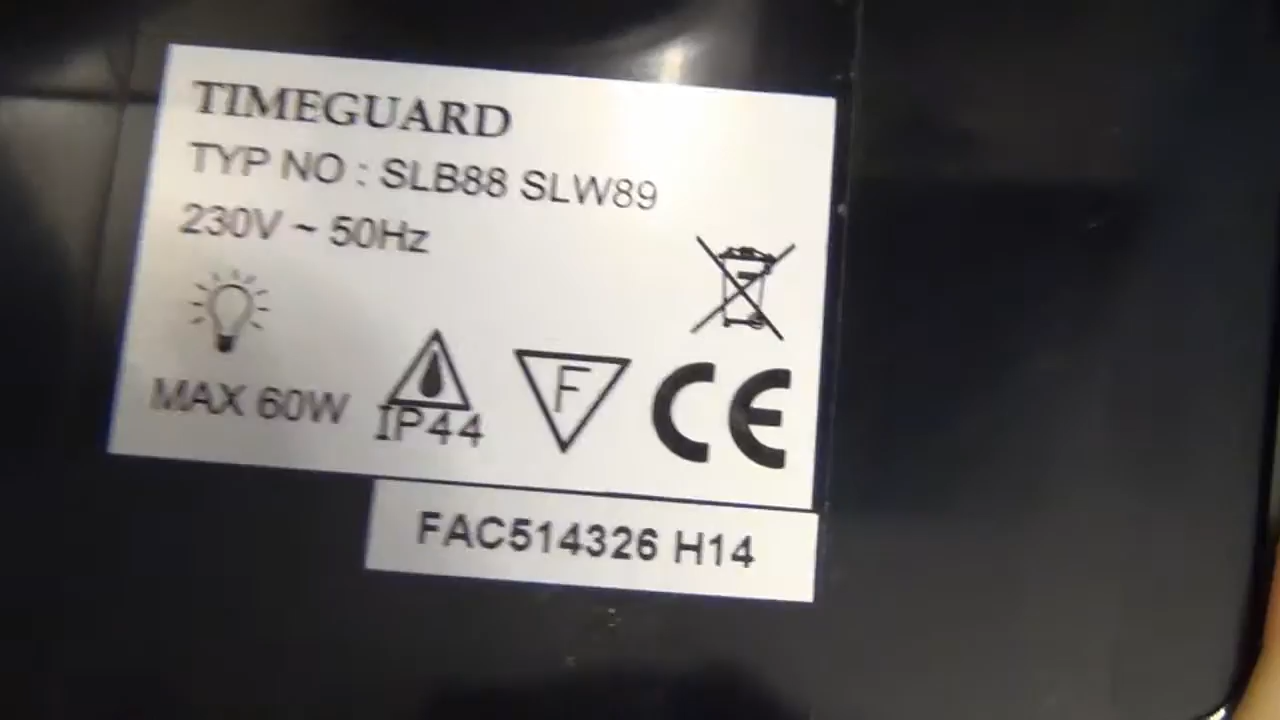 TIMEGUARD
TYP NO : SLB88 SLW89
230V ~ 50Hz
MAX 60W
IP44
F
CE
FAC514326 H14